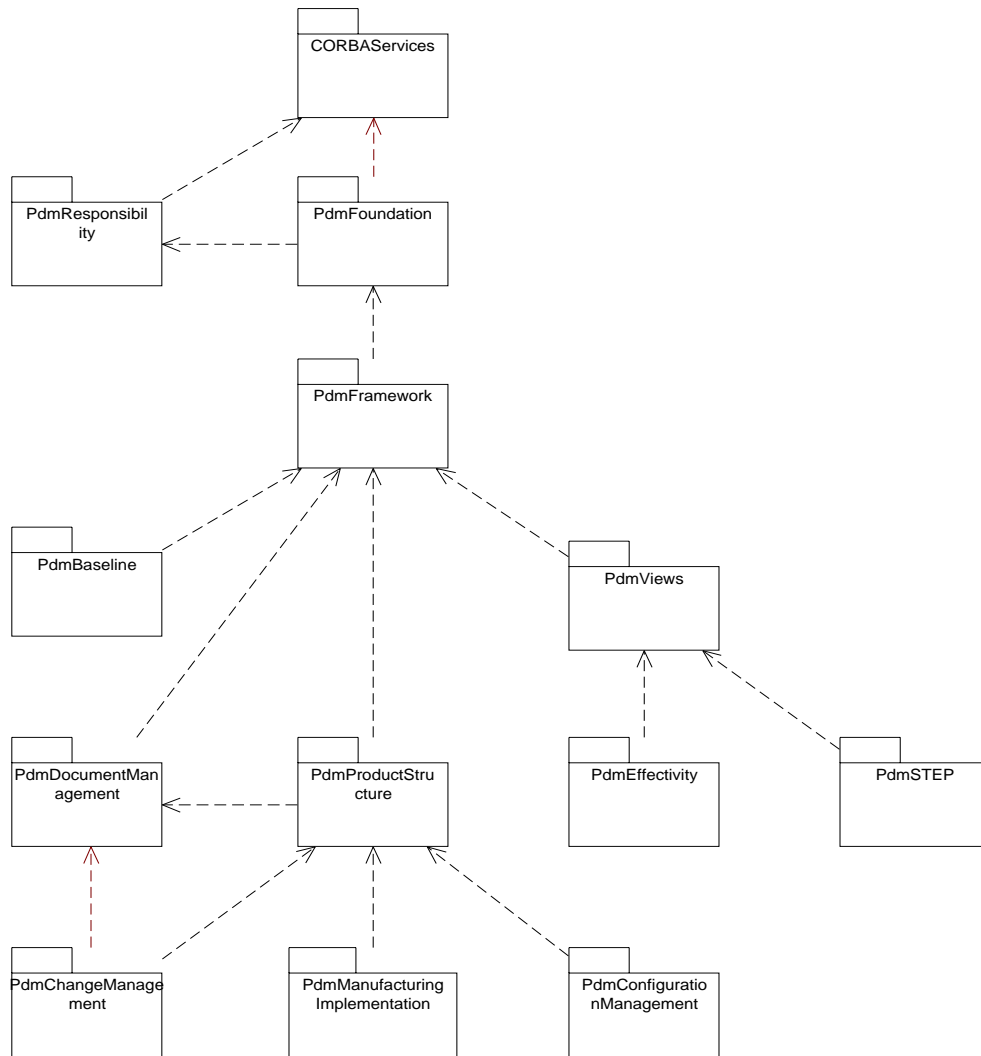 CORBAServices
PdmResponsibil
ity
PdmFoundation
PdmFramework
PdmBaseline
PdmViews
PdmDocumentMan
agement
PdmProductStru
cture
PdmEffectivity
PdmSTEP
PdmChangeManage
ment
PdmManufacturing
Implementation
PdmConfiguratio
nManagement